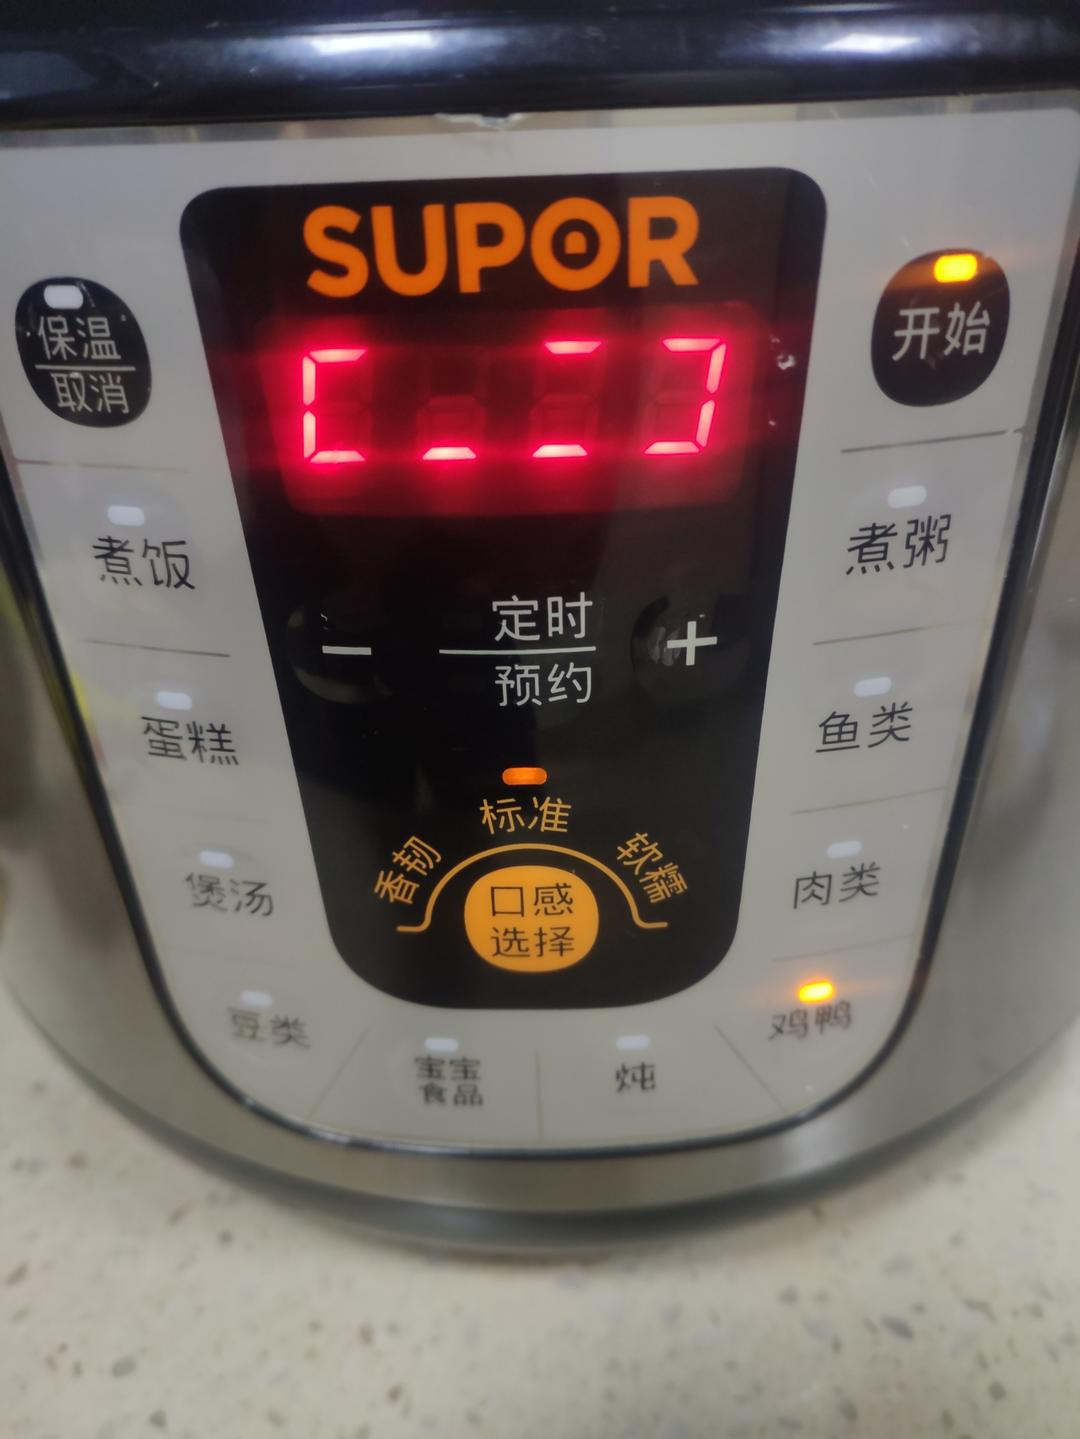 SUPOR
保温
取消
开始
煮饭
煮粥
－
定时
预约
+
蛋糕
鱼类
标准
香韧
软糯
口感
选择
煲汤
肉类
豆类
宝宝
食品
炖
鸡鸭